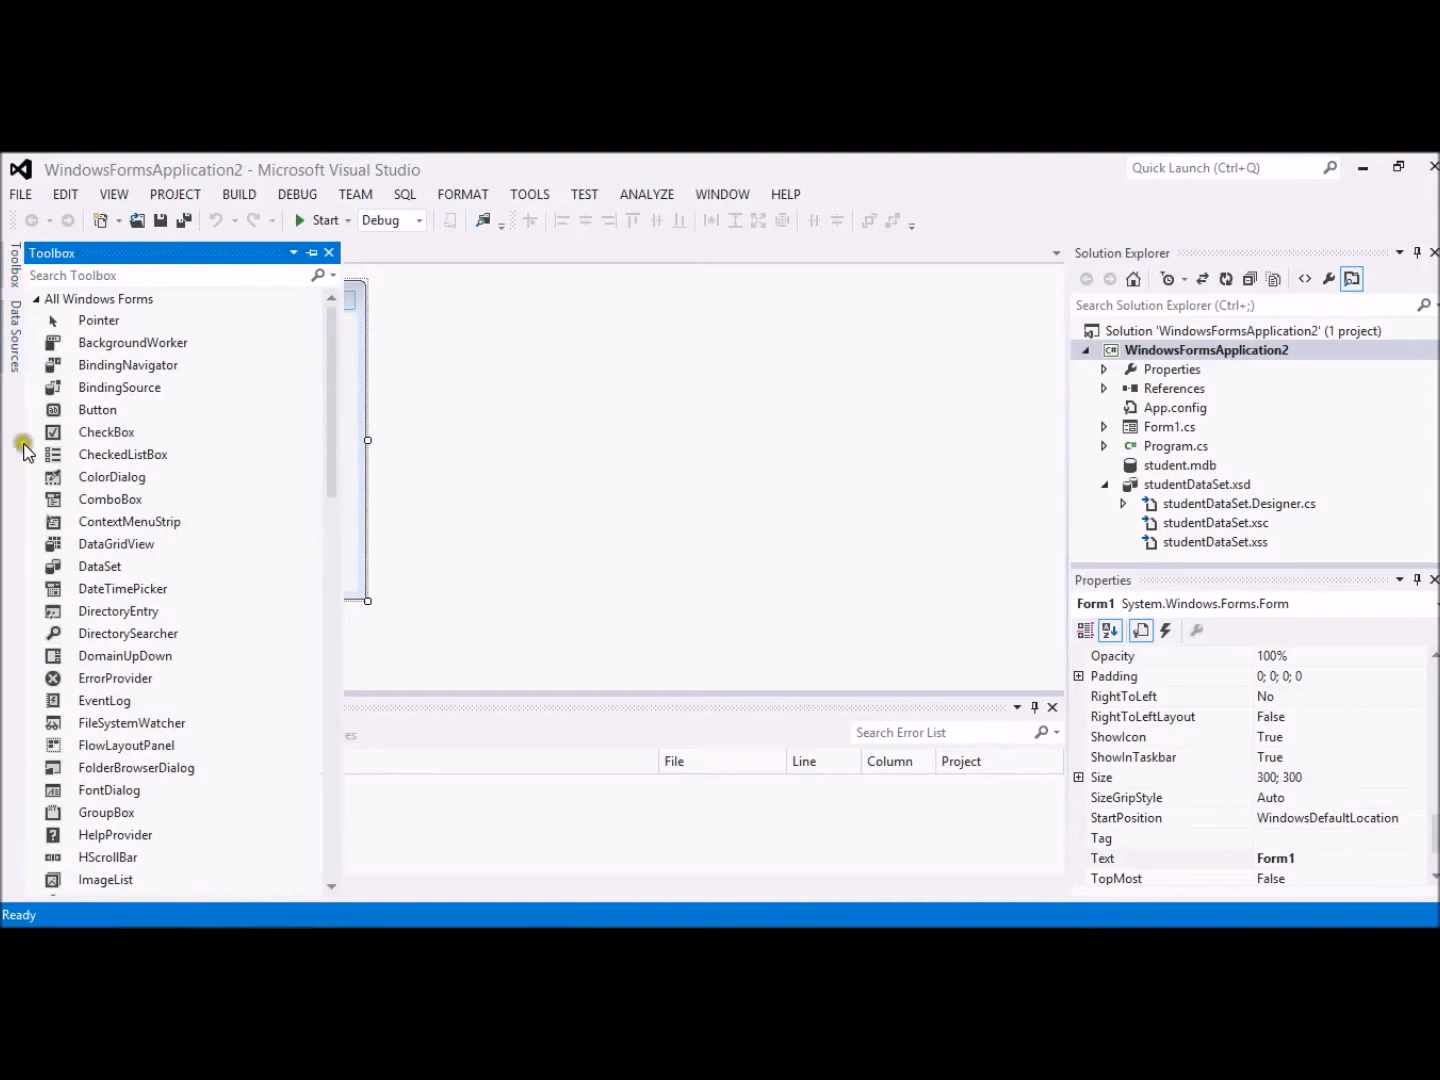 WindowsFormsApplication2 - Microsoft Visual Studio
Quick Launch (Ctrl+Q)
FILE EDIT VIEW PROJECT BUILD DEBUG TEAM SQL FORMAT TOOLS TEST ANALYZE WINDOW HELP
Start Debug
Toolbox
Data Sources
Toolbox
Search Toolbox
All Windows Forms
Pointer
BackgroundWorker
BindingNavigator
BindingSource
Button
CheckBox
CheckedListBox
ColorDialog
ComboBox
ContextMenuStrip
DataGridView
DataSet
DateTimePicker
DirectoryEntry
DirectorySearcher
DomainUpDown
ErrorProvider
EventLog
FileSystemWatcher
FlowLayoutPanel
FolderBrowserDialog
FontDialog
GroupBox
HelpProvider
HScrollBar
ImageList
es
Search Error List
File Line Column Project
Solution Explorer
Search Solution Explorer (Ctrl+;)
Solution 'WindowsFormsApplication2' (1 project)
C# WindowsFormsApplication2
Properties
References
App.config
Form1.cs
C# Program.cs
student.mdb
studentDataSet.xsd
studentDataSet.Designer.cs
studentDataSet.xsc
studentDataSet.xss
Properties
Form1 System.Windows.Forms.Form
Opacity 100%
Padding 0; 0; 0; 0
RightToLeft No
RightToLeftLayout False
ShowIcon True
ShowInTaskbar True
Size 300; 300
SizeGripStyle Auto
StartPosition WindowsDefaultLocation
Tag
Text Form1
TopMost False
Ready